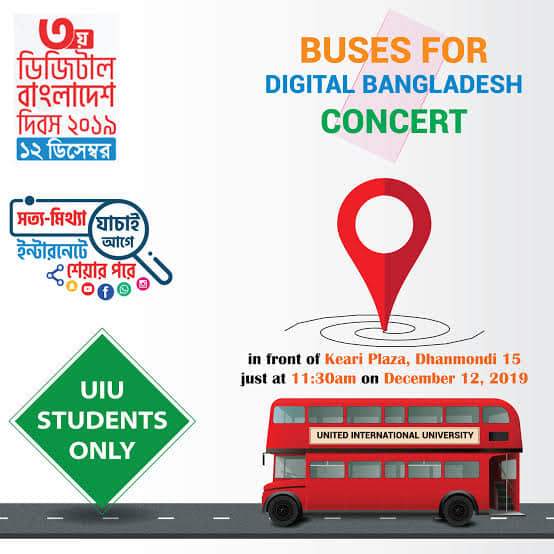 ৩য়
ডিজিটাল
বাংলাদেশ
দিবস ২০১৯
১২ ডিসেম্বর
BUSES FOR
DIGITAL BANGLADESH
CONCERT
সত্য-মিথ্যা
যাচাই
আগে
ইন্টারনেটে
শেয়ার পরে
in front of Keari Plaza, Dhanmondi 15
just at 11:30am on December 12, 2019
UIU
STUDENTS
ONLY
UNITED INTERNATIONAL UNIVERSITY